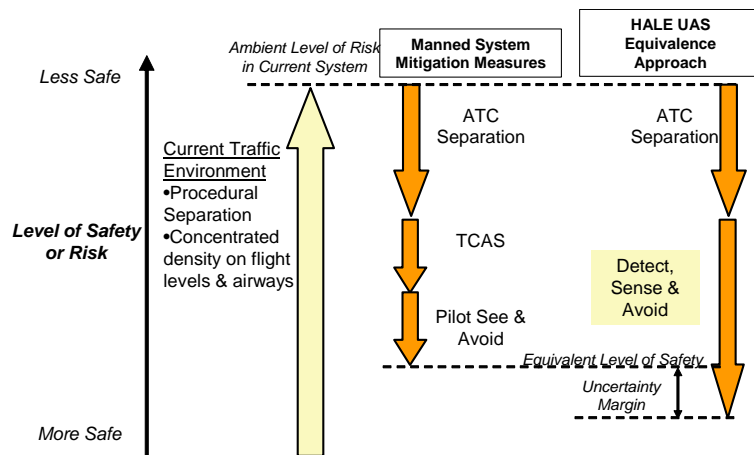 Ambient Level of Risk
in Current System
Manned System
Mitigation Measures
HALE UAS
Equivalence
Approach
Less Safe
ATC
Separation
ATC
Separation
Current Traffic
Environment
•Procedural
Separation
•Concentrated
density on flight
levels & airways
Level of Safety
or Risk
TCAS
Detect,
Sense &
Avoid
Pilot See &
Avoid
Equivalent Level of Safety
Uncertainty
Margin
More Safe